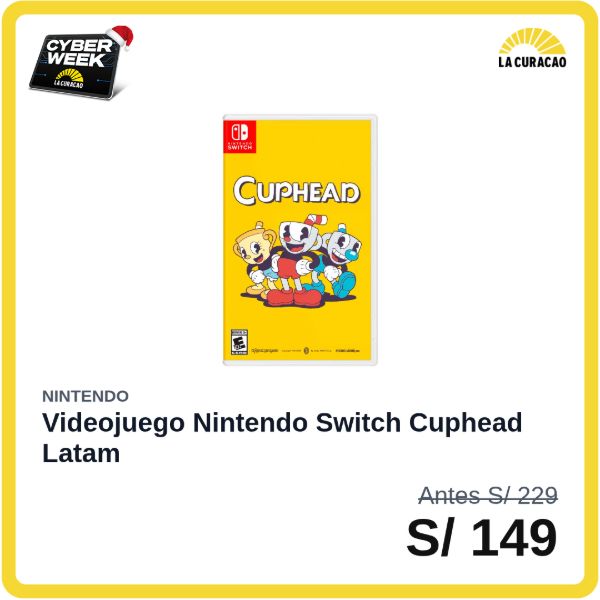 CYBER
WEEK
LA CURACAO
LA CURACAO
NINTENDO
SWITCH
CUPHEAD
E
NINTENDO
Videojuego Nintendo Switch Cuphead
Latam
Antes S/ 229
S/ 149